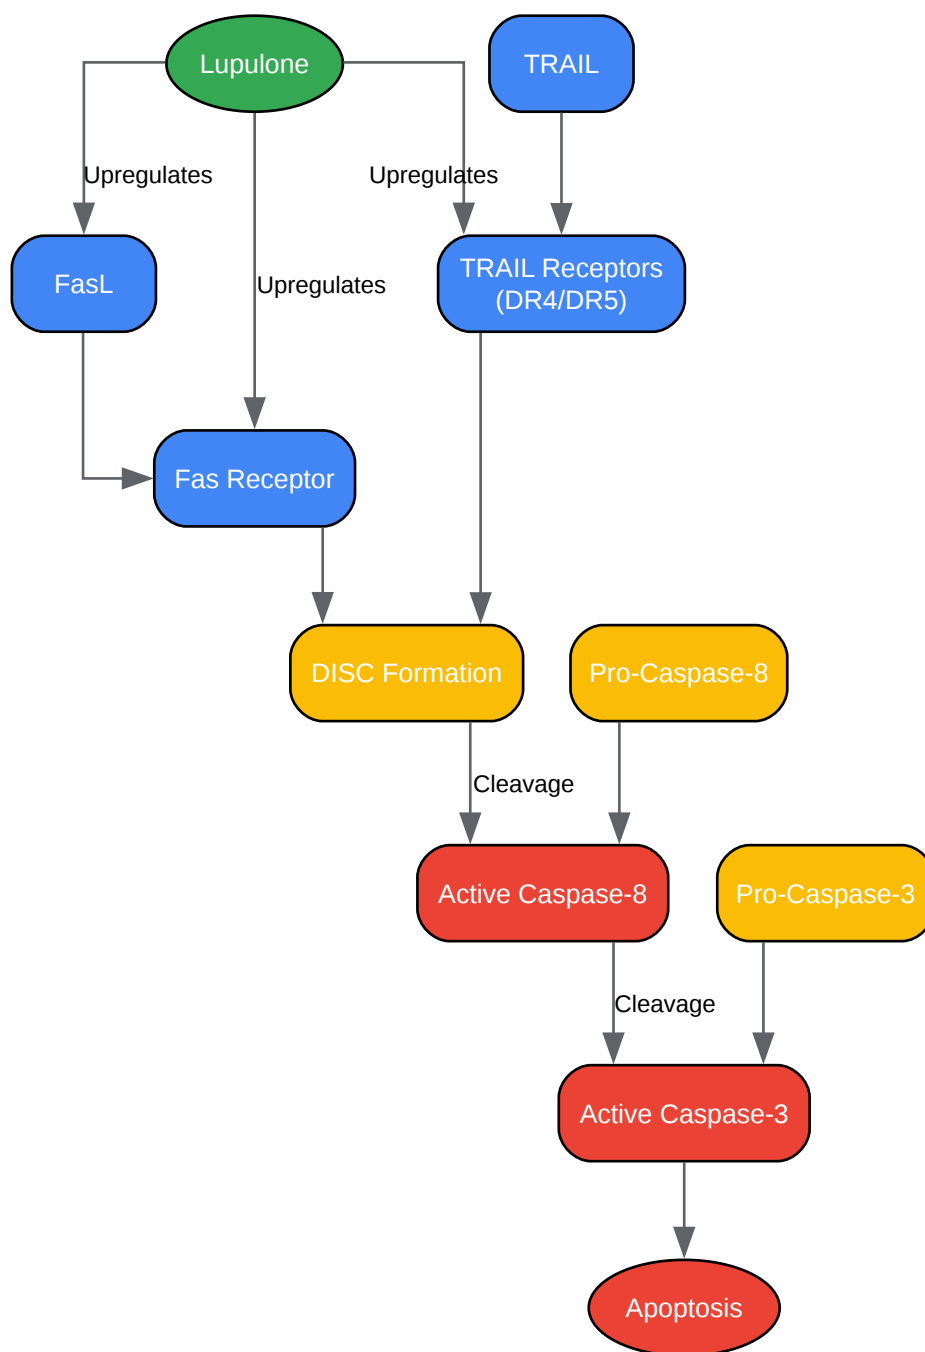 Lupulone
TRAIL
Upregulates
Upregulates
FasL
Upregulates
TRAIL Receptors
(DR4/DR5)
Fas Receptor
DISC Formation
Pro-Caspase-8
Cleavage
Active Caspase-8
Pro-Caspase-3
Cleavage
Active Caspase-3
Apoptosis